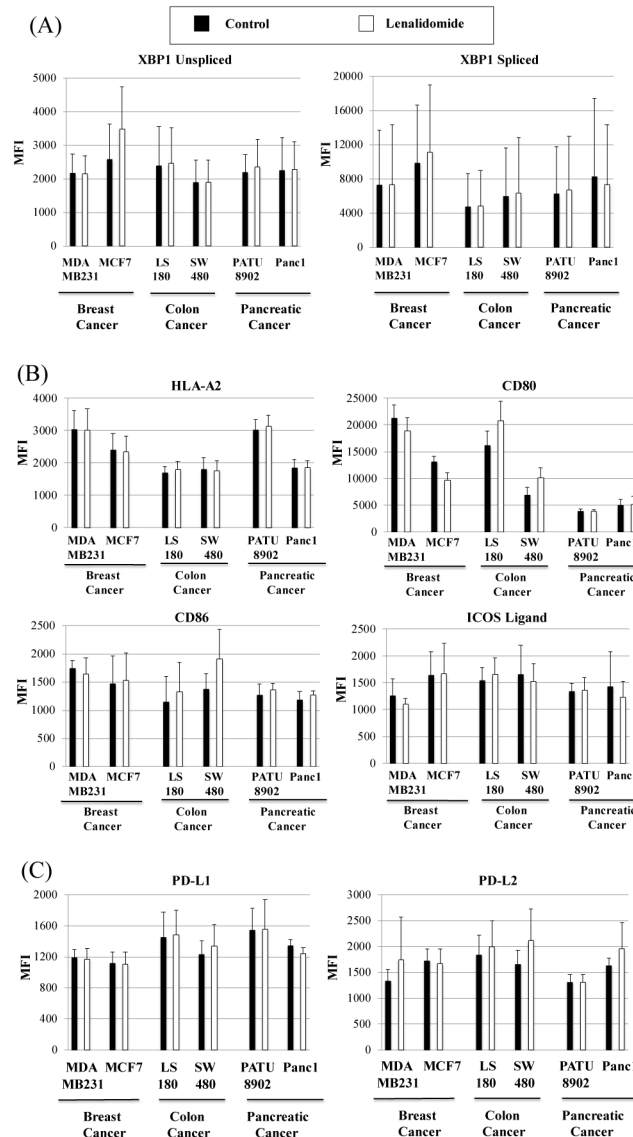 (A)
Control Lenalidomide
XBP1 Unspliced
5000
4000
3000
2000
1000
0
MFI
MDA MCF7 LS SW PATU Panc1
MB231 180 480 8902
Breast Colon Pancreatic
Cancer Cancer Cancer
XBP1 Spliced
20000
16000
12000
8000
4000
0
MFI
MDA MCF7 LS SW PATU Panc1
MB231 180 480 8902
Breast Colon Pancreatic
Cancer Cancer Cancer
(B)
HLA-A2
4000
3000
2000
1000
0
MFI
MDA MCF7 LS SW PATU Panc1
MB231 180 480 8902
Breast Colon Pancreatic
Cancer Cancer Cancer
CD80
25000
20000
15000
10000
5000
0
MFI
MDA MCF7 LS SW PATU Panc1
MB231 180 480 8902
Breast Colon Pancreatic
Cancer Cancer Cancer
CD86
2500
2000
1500
1000
500
0
MFI
MDA MCF7 LS SW PATU Panc1
MB231 180 480 8902
Breast Colon Pancreatic
Cancer Cancer Cancer
ICOS Ligand
2500
2000
1500
1000
500
0
MFI
MDA MCF7 LS SW PATU Panc
MB231 180 480 8902
Breast Colon Pancreatic
Cancer Cancer Cancer
(C)
PD-L1
2000
1600
1200
800
400
0
MFI
MDA MCF7 LS SW PATU Panc1
MB231 180 480 8902
Breast Colon Pancreatic
Cancer Cancer Cancer
PD-L2
3000
2500
2000
1500
1000
500
0
MFI
MDA MCF7 LS SW PATU Panc1
MB231 180 480 8902
Breast Colon Pancreatic
Cancer Cancer Cancer